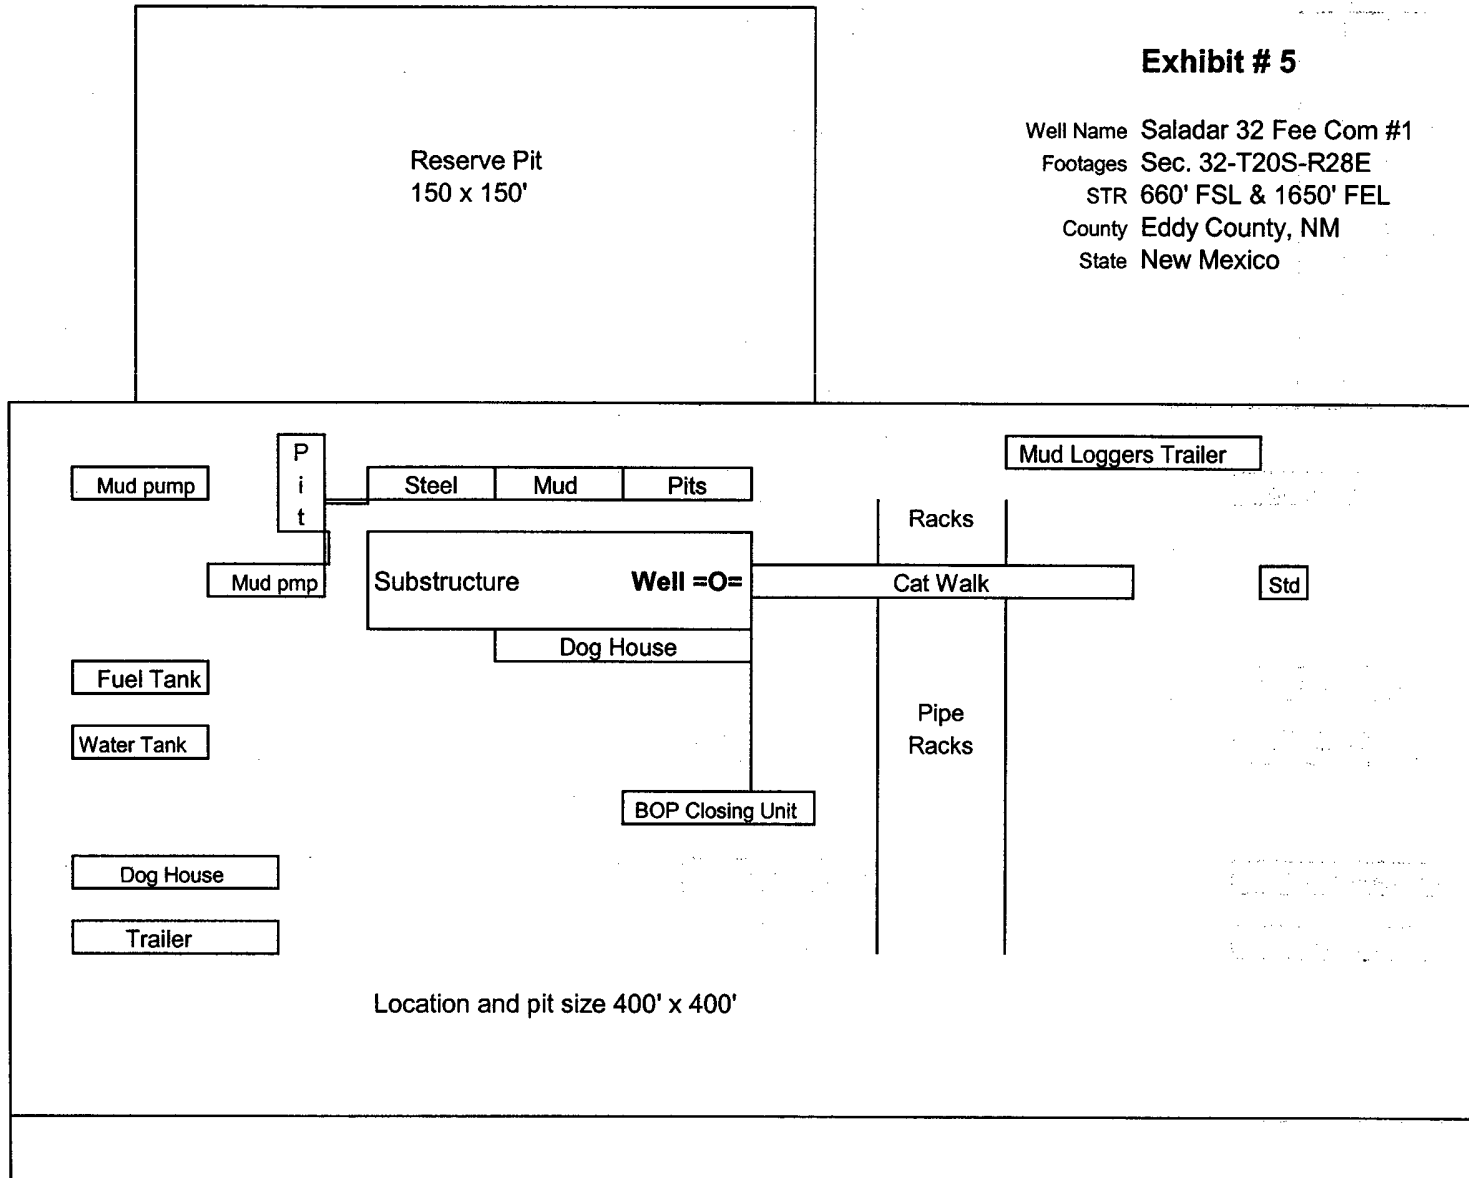 Exhibit # 5
Well Name Saladar 32 Fee Com #1
Footages Sec. 32-T20S-R28E
STR 660' FSL & 1650' FEL
County Eddy County, NM
State New Mexico
Reserve Pit
150 x 150'
Mud Loggers Trailer
Pit
Mud pump
Steel Mud Pits
Racks
Mud pmp
Substructure Well =O=
Cat Walk
Std
Dog House
Fuel Tank
Pipe
Racks
Water Tank
BOP Closing Unit
Dog House
Trailer
Location and pit size 400' x 400'